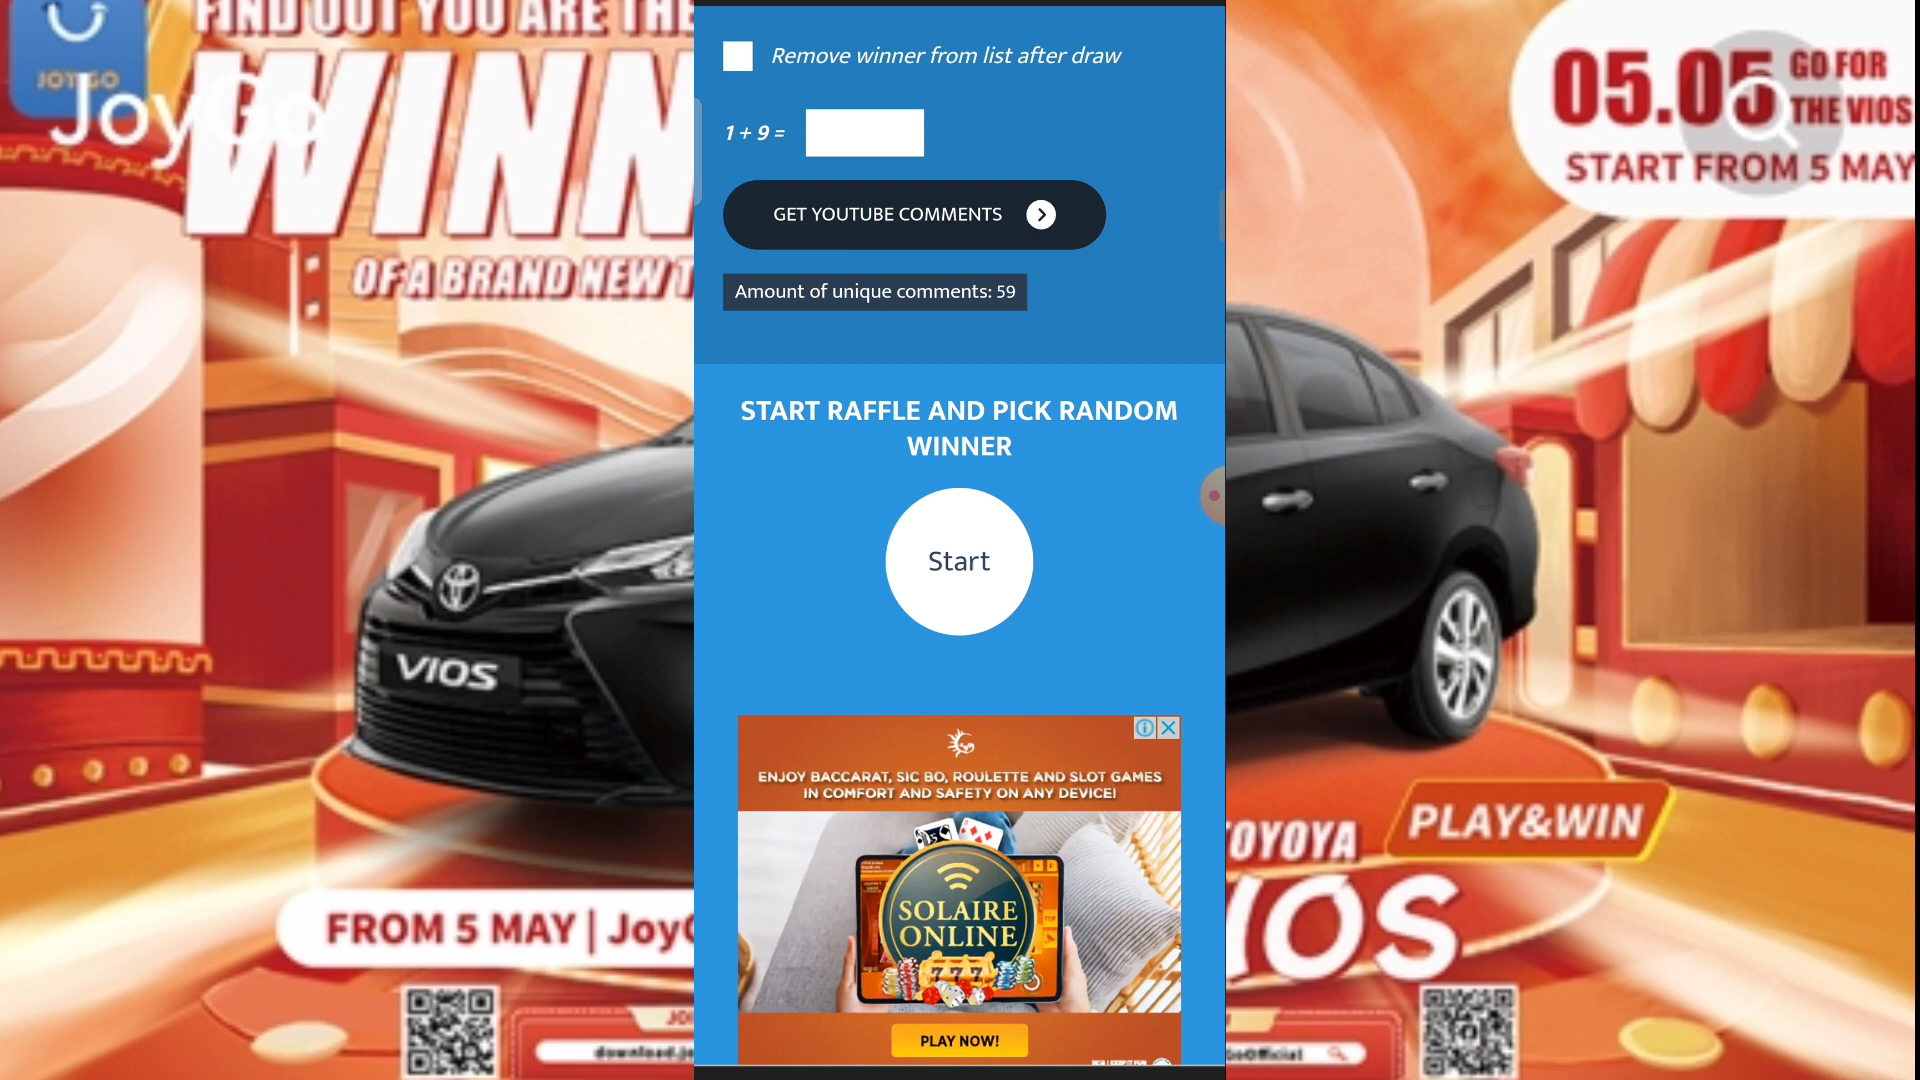 FIND OUT YOU ARE THE
JOY GO
JoyGo
WINN
OF A BRAND NEW T
VIOS
FROM 5 MAY | Joy
Remove winner from list after draw
1 + 9 =
GET YOUTUBE COMMENTS
Amount of unique comments: 59
START RAFFLE AND PICK RANDOM
WINNER
Start
ENJOY BACCARAT, SIC BO, ROULETTE AND SLOT GAMES
IN COMFORT AND SAFETY ON ANY DEVICE!
SOLAIRE
ONLINE
777
PLAY NOW!
05.05 GO FOR
THE VIOS
START FROM 5 MAY
OYOYA
PLAY&WIN
IOS